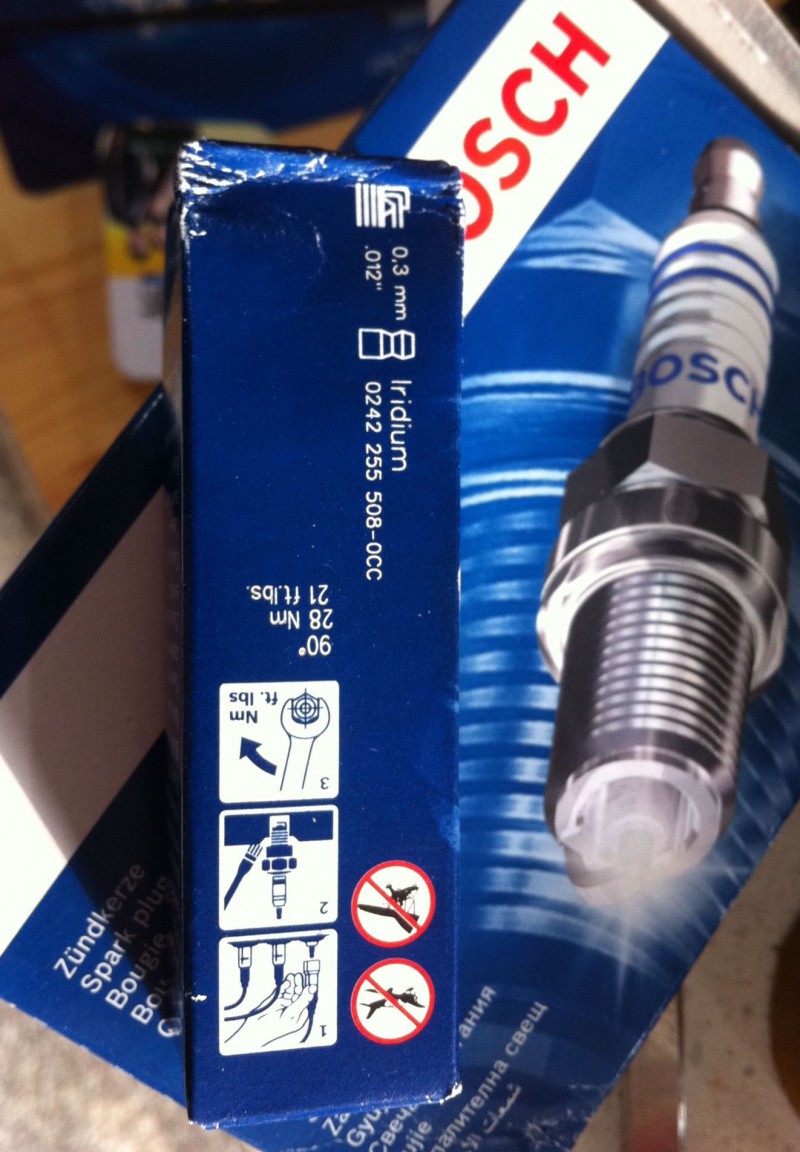 BOSCH
0,3 mm
.012"
Iridium
0242 255 508-0CC
90°
28 Nm
21 ft.lbs.
Nm
ft. lbs
3
2
1
BOSCH
Zündkerze
Spark plug
Bougie
свещ